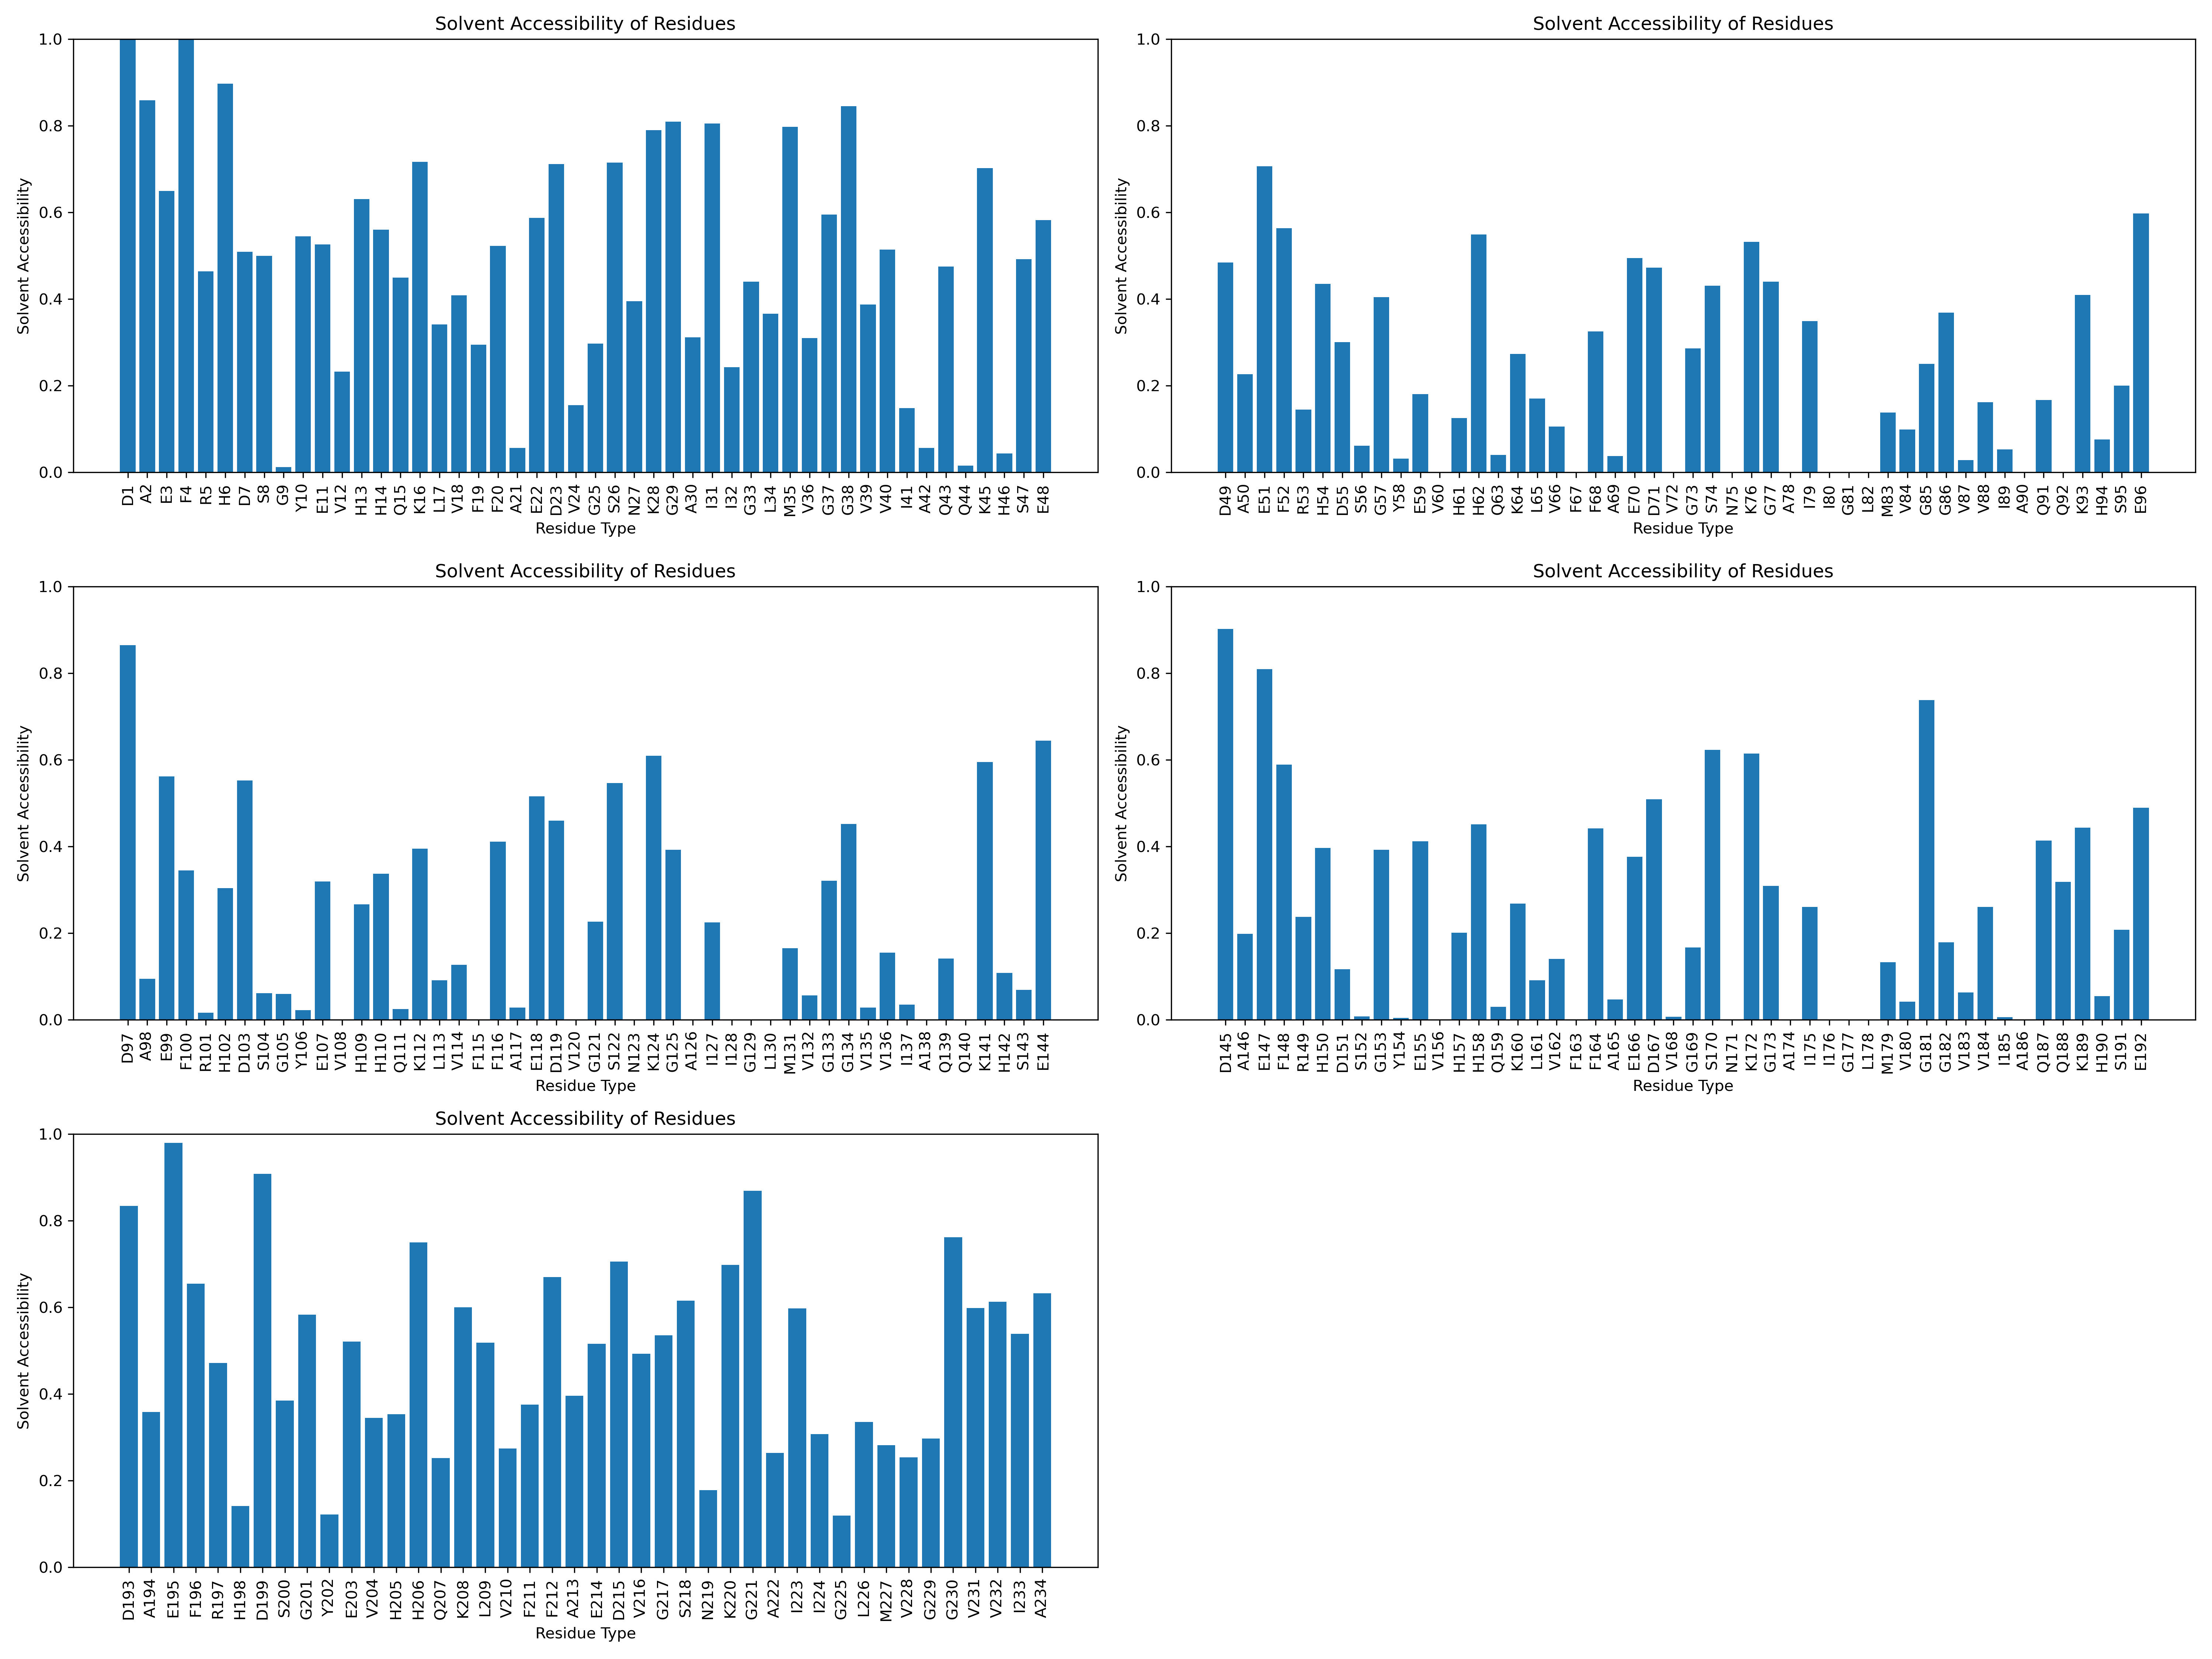 Solvent Accessibility of Residues
Solvent Accessibility
1.0
0.8
0.6
0.4
0.2
0.0
D1 A2 E3 F4 R5 H6 D7 S8 G9 Y10 E11 V12 H13 H14 Q15 K16 L17 V18 F19 F20 A21 E22 D23 V24 G25 S26 N27 K28 G29 A30 I31 I32 G33 L34 M35 V36 G37 G38 V39 V40 I41 A42 Q43 Q44 K45 H46 S47 E48
Residue Type
Solvent Accessibility of Residues
Solvent Accessibility
1.0
0.8
0.6
0.4
0.2
0.0
D49 A50 E51 F52 R53 H54 D55 S56 G57 Y58 E59 V60 H61 H62 Q63 K64 L65 V66 F67 F68 A69 E70 D71 V72 G73 S74 N75 K76 G77 A78 I79 I80 G81 L82 M83 V84 G85 G86 V87 V88 I89 A90 Q91 Q92 K93 H94 S95 E96
Residue Type
Solvent Accessibility of Residues
Solvent Accessibility
1.0
0.8
0.6
0.4
0.2
0.0
D97 A98 E99 F100 R101 H102 D103 S104 G105 Y106 E107 V108 H109 H110 Q111 K112 L113 V114 F115 F116 A117 E118 D119 V120 G121 S122 N123 K124 G125 A126 I127 I128 G129 L130 M131 V132 G133 G134 V135 V136 I137 A138 Q139 Q140 K141 H142 S143 E144
Residue Type
Solvent Accessibility of Residues
Solvent Accessibility
1.0
0.8
0.6
0.4
0.2
0.0
D145 A146 E147 F148 R149 H150 D151 S152 G153 Y154 E155 V156 H157 H158 Q159 K160 L161 V162 F163 F164 A165 E166 D167 V168 G169 S170 N171 K172 G173 A174 I175 I176 G177 L178 M179 V180 G181 G182 V183 V184 I185 A186 Q187 Q188 K189 H190 S191 E192
Residue Type
Solvent Accessibility of Residues
Solvent Accessibility
1.0
0.8
0.6
0.4
0.2
0.0
D193 A194 E195 F196 R197 H198 D199 S200 G201 Y202 E203 V204 H205 H206 Q207 K208 L209 V210 F211 F212 A213 E214 D215 V216 G217 S218 N219 K220 G221 A222 I223 I224 G225 L226 M227 V228 G229 G230 V231 V232 I233 A234
Residue Type